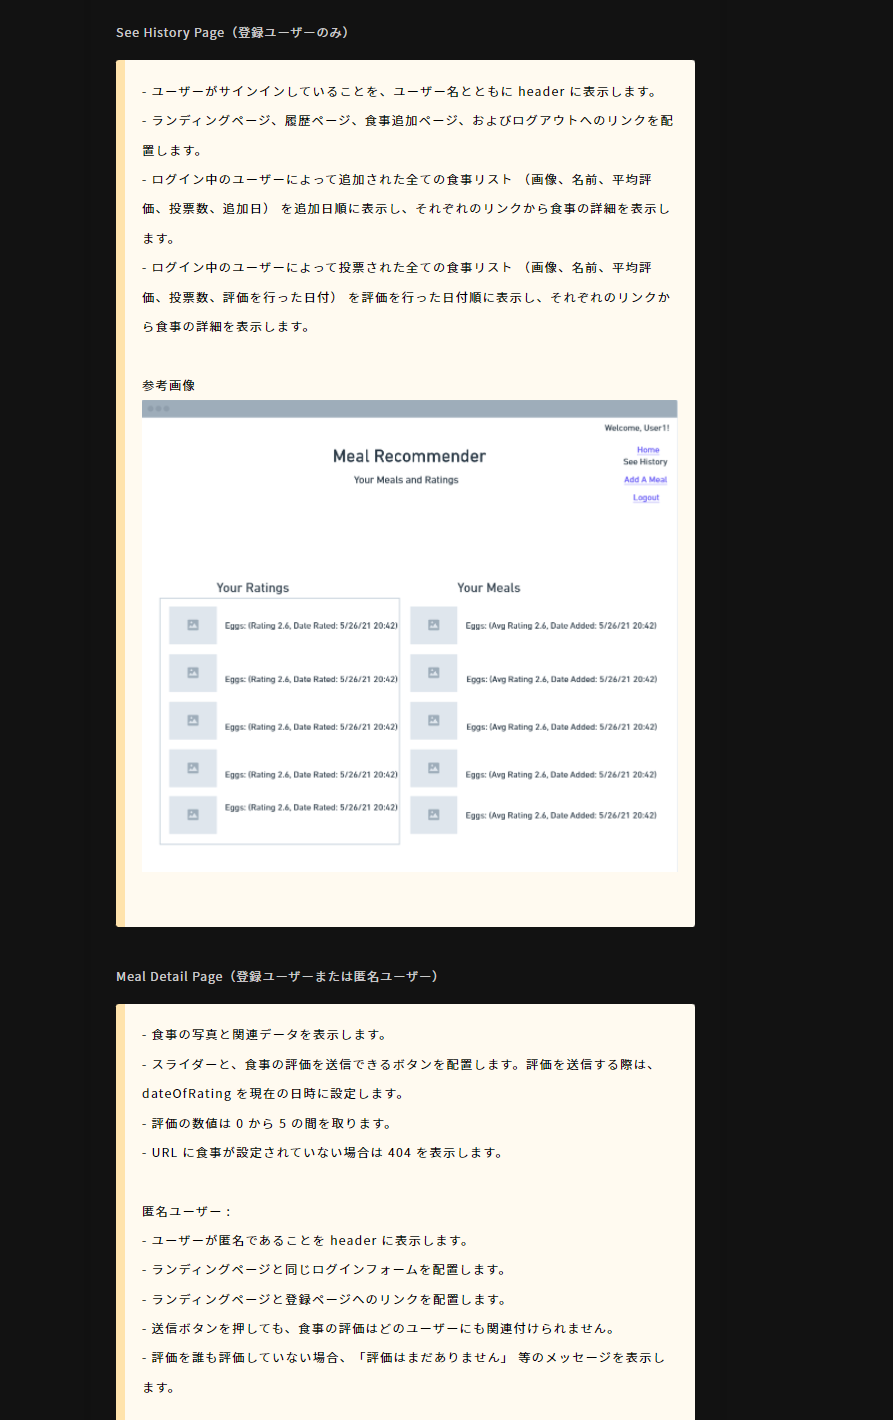 See History Page（登録ユーザーのみ）
- ユーザーがサインインしていることを、ユーザー名とともに header に表示します。
- ランディングページ、履歴ページ、食事追加ページ、およびログアウトへのリンクを配
置します。
- ログイン中のユーザーによって追加された全ての食事リスト （画像、名前、平均評
価、投票数、追加日） を追加日順に表示し、それぞれのリンクから食事の詳細を表示し
ます。
- ログイン中のユーザーによって投票された全ての食事リスト （画像、名前、平均評
価、投票数、評価を行った日付） を評価を行った日付順に表示し、それぞれのリンクか
ら食事の詳細を表示します。
参考画像
Welcome, User1!
Meal Recommender
Your Meals and Ratings
Home
See History
Add A Meal
Logout
Your Ratings
Eggs: (Rating 2.6, Date Rated: 5/26/21 20:42)
Eggs: (Rating 2.6, Date Rated: 5/26/21 20:42)
Eggs: (Rating 2.6, Date Rated: 5/26/21 20:42)
Eggs: (Rating 2.6, Date Rated: 5/26/21 20:42)
Eggs: (Rating 2.6, Date Rated: 5/26/21 20:42)
Your Meals
Eggs: (Avg Rating 2.6, Date Added: 5/26/21 20:42)
Eggs: (Avg Rating 2.6, Date Added: 5/26/21 20:42)
Eggs: (Avg Rating 2.6, Date Added: 5/26/21 20:42)
Eggs: (Avg Rating 2.6, Date Added: 5/26/21 20:42)
Eggs: (Avg Rating 2.6, Date Added: 5/26/21 20:42)
Meal Detail Page（登録ユーザーまたは匿名ユーザー）
- 食事の写真と関連データを表示します。
- スライダーと、食事の評価を送信できるボタンを配置します。評価を送信する際は、
dateOfRating を現在の日時に設定します。
- 評価の数値は 0 から 5 の間を取ります。
- URL に食事が設定されていない場合は 404 を表示します。
匿名ユーザー :
- ユーザーが匿名であることを header に表示します。
- ランディングページと同じログインフォームを配置します。
- ランディングページと登録ページへのリンクを配置します。
- 送信ボタンを押しても、食事の評価はどのユーザーにも関連付けられません。
- 評価を誰も評価していない場合、「評価はまだありません」 等のメッセージを表示し
ます。